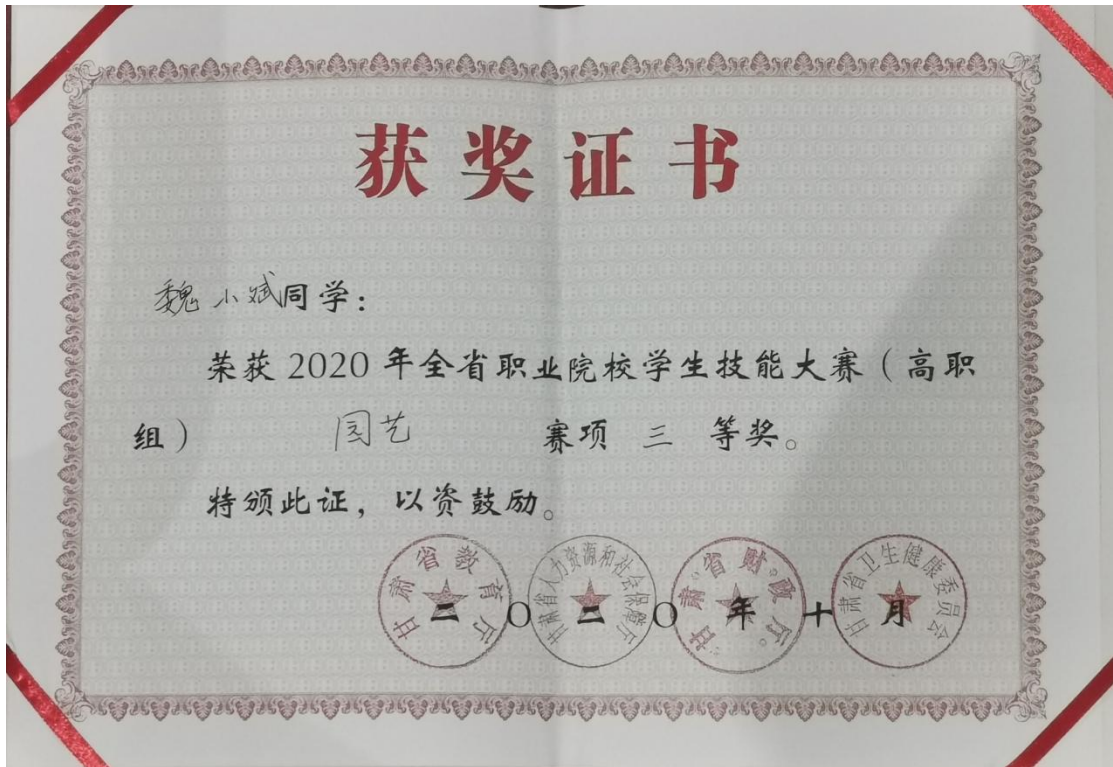 获奖证书
魏小斌同学：
荣获 2020 年全省职业院校学生技能大赛（高职
组） 园艺 赛项 三 等奖。
特颁此证，以资鼓励。
甘肃省教育厅
甘肃省人力资源和社会保障厅
甘肃省财政厅
甘肃省卫生健康委员会
二〇二〇年十月